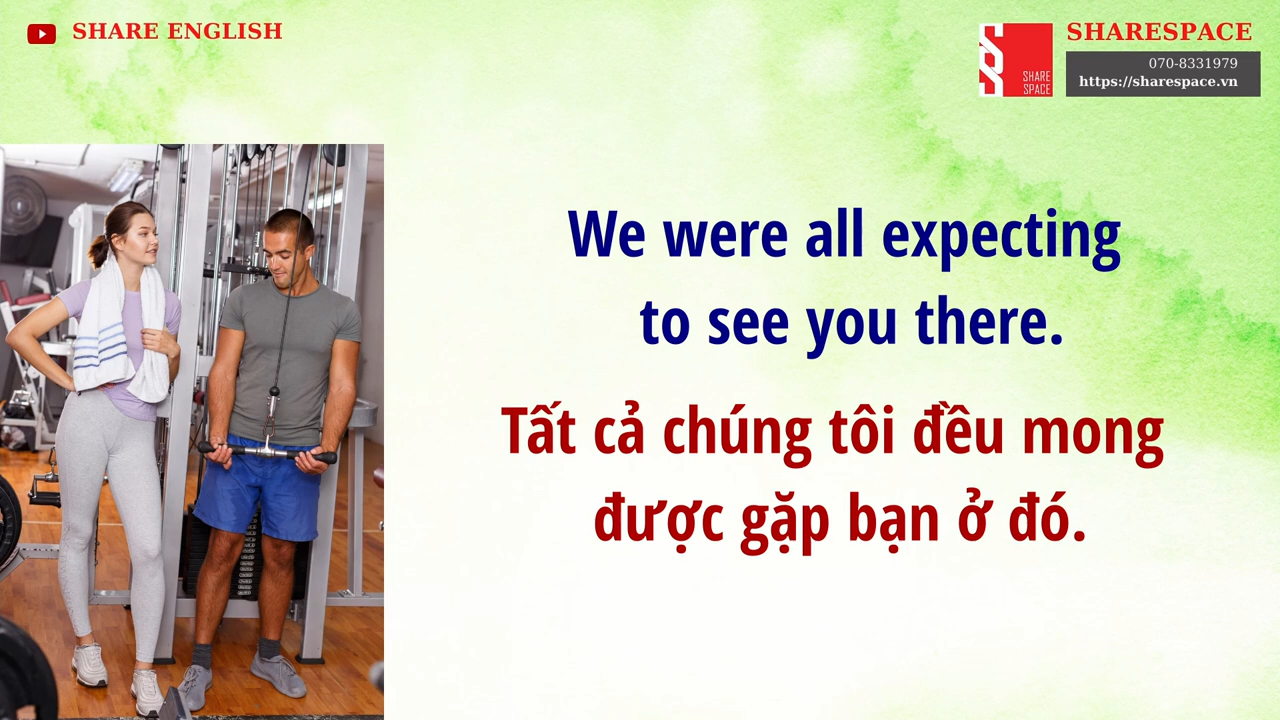 SHARE ENGLISH
SHARESPACE
070-8331979
https://sharespace.vn
SHARE
SPACE
We were all expecting
to see you there.
Tất cả chúng tôi đều mong
được gặp bạn ở đó.